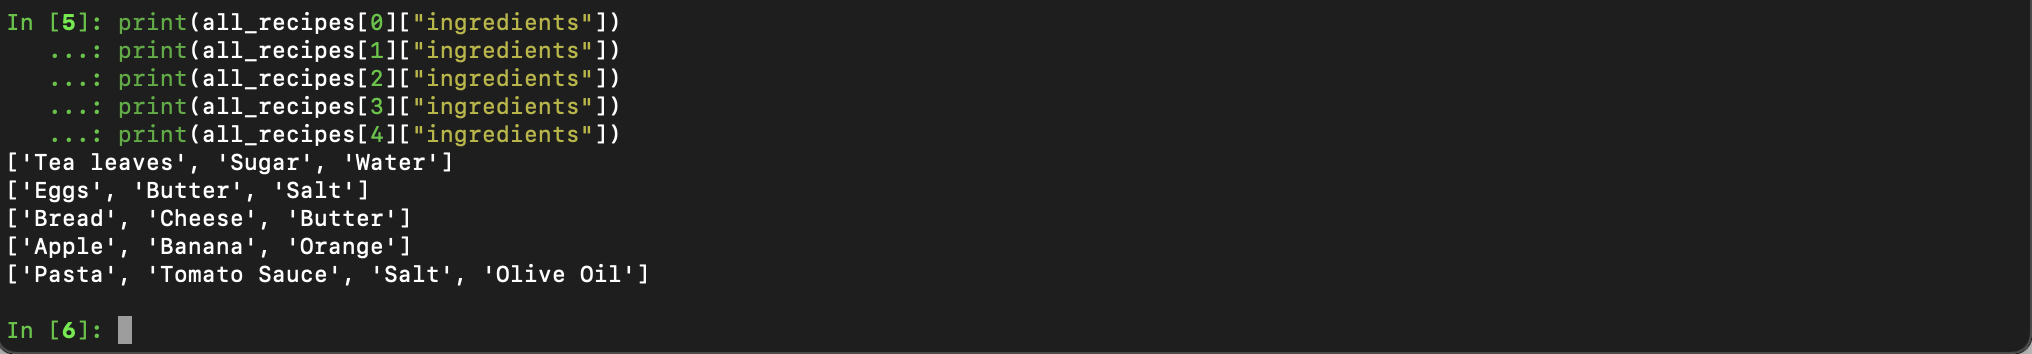 In [5]: print(all_recipes[0]["ingredients"])
   ...: print(all_recipes[1]["ingredients"])
   ...: print(all_recipes[2]["ingredients"])
   ...: print(all_recipes[3]["ingredients"])
   ...: print(all_recipes[4]["ingredients"])
['Tea leaves', 'Sugar', 'Water']
['Eggs', 'Butter', 'Salt']
['Bread', 'Cheese', 'Butter']
['Apple', 'Banana', 'Orange']
['Pasta', 'Tomato Sauce', 'Salt', 'Olive Oil']
In [6]: